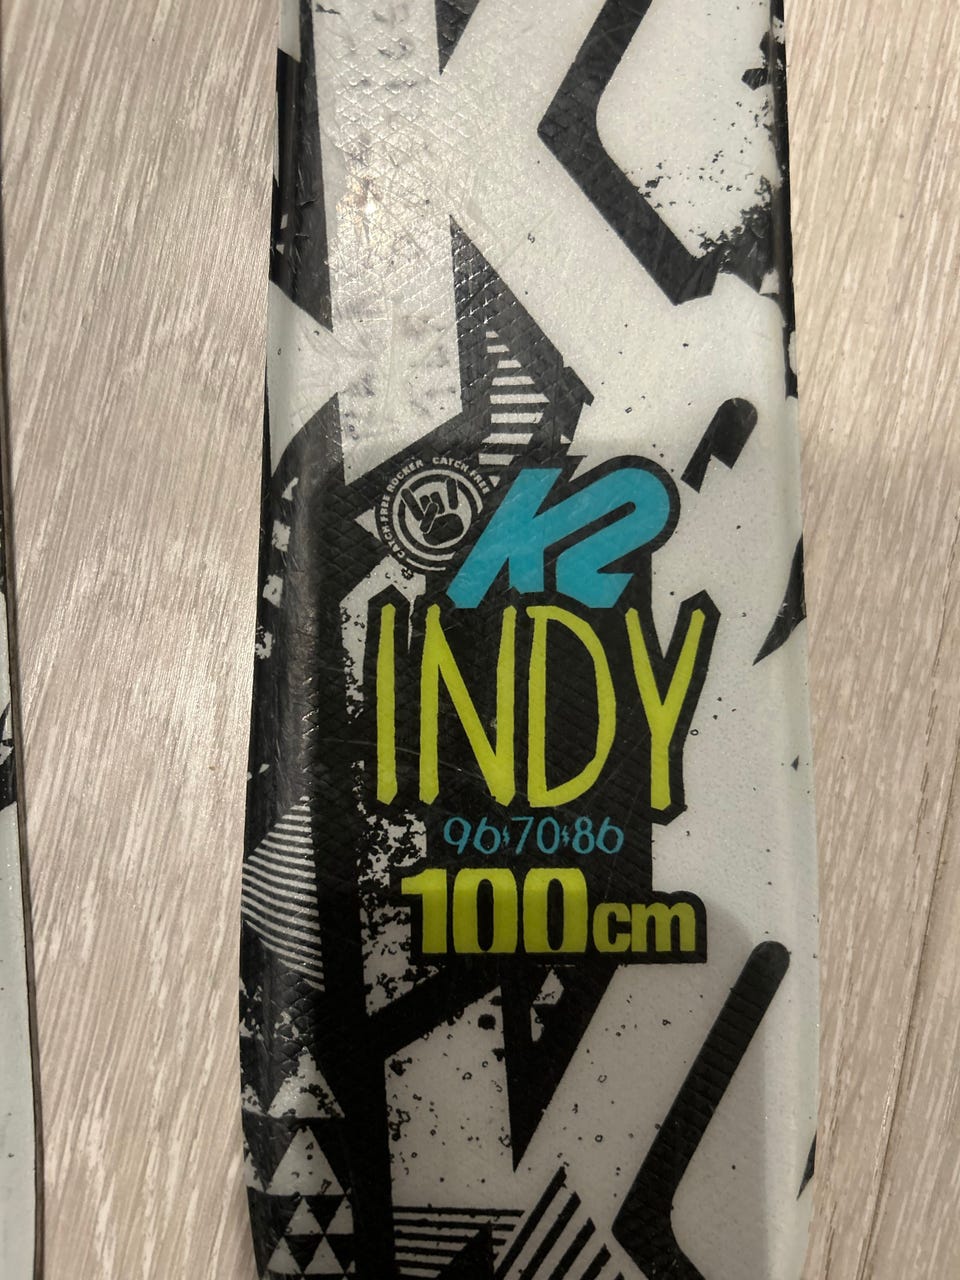 CATCH FREE ROCKER CATCH FREE
K2
INDY
96 70 86
100cm